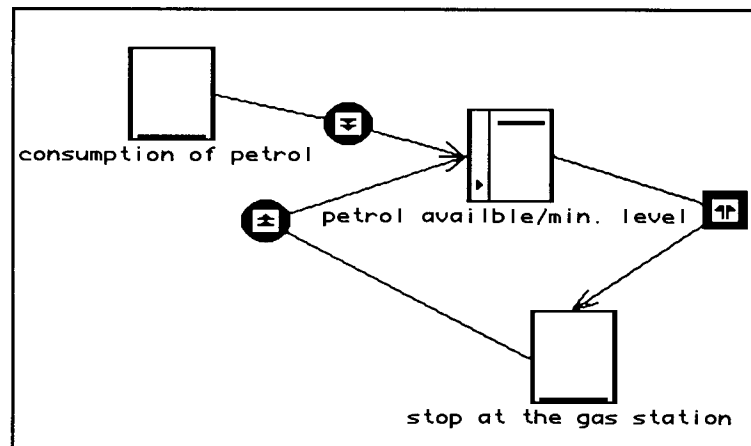 consumption of petrol
petrol availble/min. level
stop at the gas station